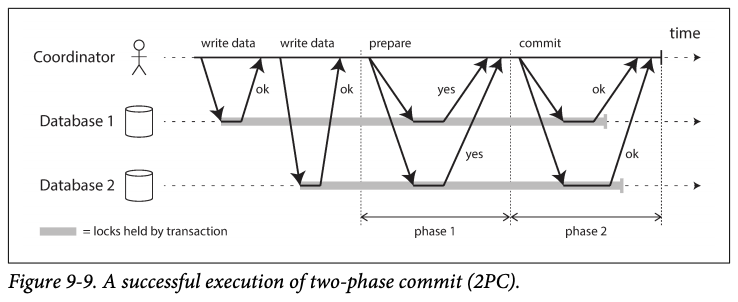 time
write data write data prepare commit
Coordinator
ok ok yes ok
Database 1
yes ok
Database 2
= locks held by transaction
phase 1 phase 2
Figure 9-9. A successful execution of two-phase commit (2PC).